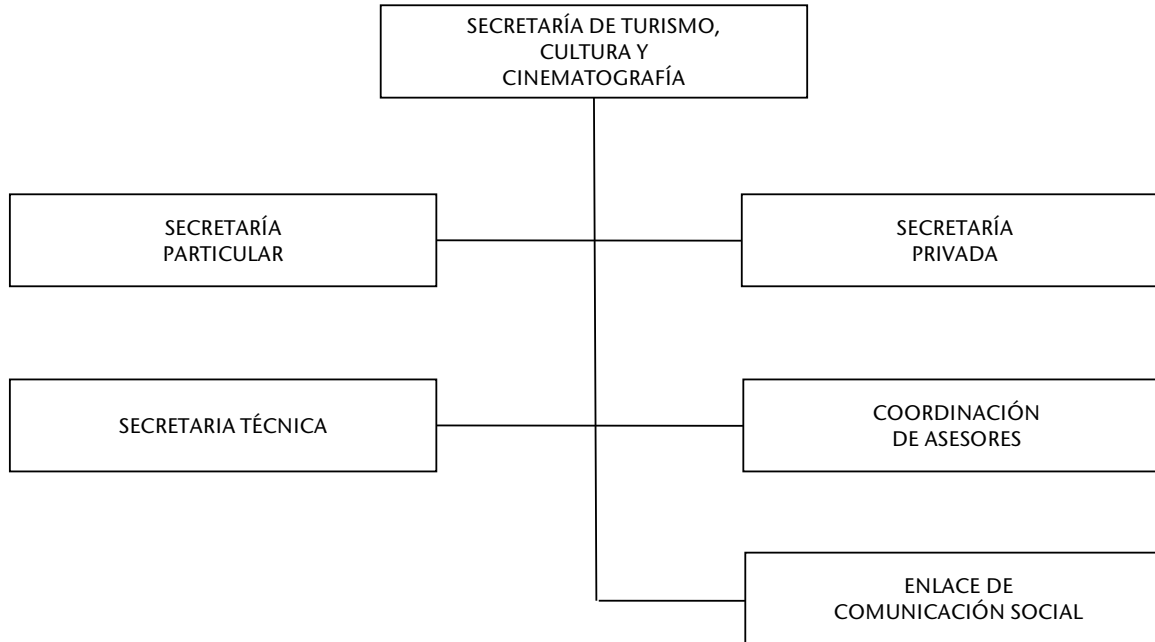 SECRETARÍA DE TURISMO,
CULTURA Y
CINEMATOGRAFÍA
SECRETARÍA
PARTICULAR
SECRETARÍA
PRIVADA
SECRETARIA TÉCNICA
COORDINACIÓN
DE ASESORES
ENLACE DE
COMUNICACIÓN SOCIAL